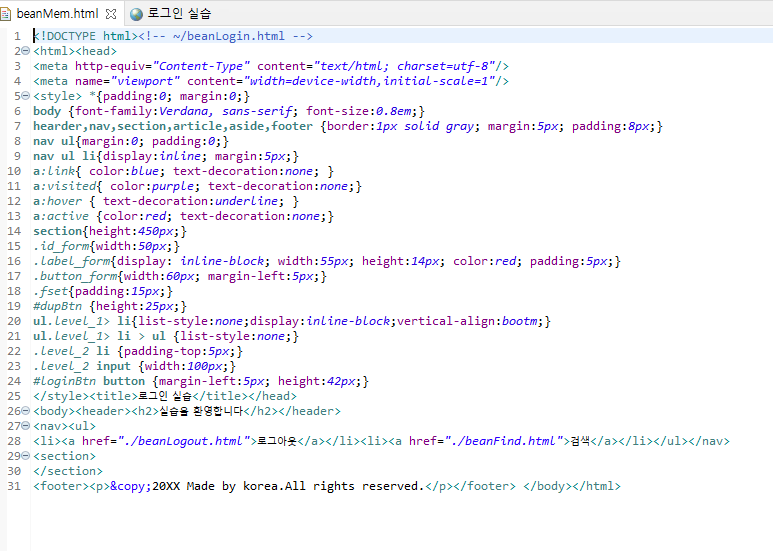 beanMem.html 로그인 실습
1 <!DOCTYPE html><!-- ~/beanLogin.html -->
2 <html><head>
3 <meta http-equiv="Content-Type" content="text/html; charset=utf-8"/>
4 <meta name="viewport" content="width=device-width,initial-scale=1"/>
5 <style> *{padding:0; margin:0;}
6 body {font-family:Verdana, sans-serif; font-size:0.8em;}
7 hearder,nav,section,article,aside,footer {border:1px solid gray; margin:5px; padding:8px;}
8 nav ul{margin:0; padding:0;}
9 nav ul li{display:inline; margin:5px;}
10 a:link{ color:blue; text-decoration:none; }
11 a:visited{ color:purple; text-decoration:none;}
12 a:hover { text-decoration:underline; }
13 a:active {color:red; text-decoration:none;}
14 section{height:450px;}
15 .id_form{width:50px;}
16 .label_form{display: inline-block; width:55px; height:14px; color:red; padding:5px;}
17 .button_form{width:60px; margin-left:5px;}
18 .fset{padding:15px;}
19 #dupBtn {height:25px;}
20 ul.level_1> li{list-style:none;display:inline-block;vertical-align:bootm;}
21 ul.level_1> li > ul {list-style:none;}
22 .level_2 li {padding-top:5px;}
23 .level_2 input {width:100px;}
24 #loginBtn button {margin-left:5px; height:42px;}
25 </style><title>로그인 실습</title></head>
26 <body><header><h2>실습을 환영합니다</h2></header>
27 <nav><ul>
28 <li><a href="./beanLogout.html">로그아웃</a></li><li><a href="./beanFind.html">검색</a></li></ul></nav>
29 <section>
30 </section>
31 <footer><p>&copy;20XX Made by korea.All rights reserved.</p></footer> </body></html>